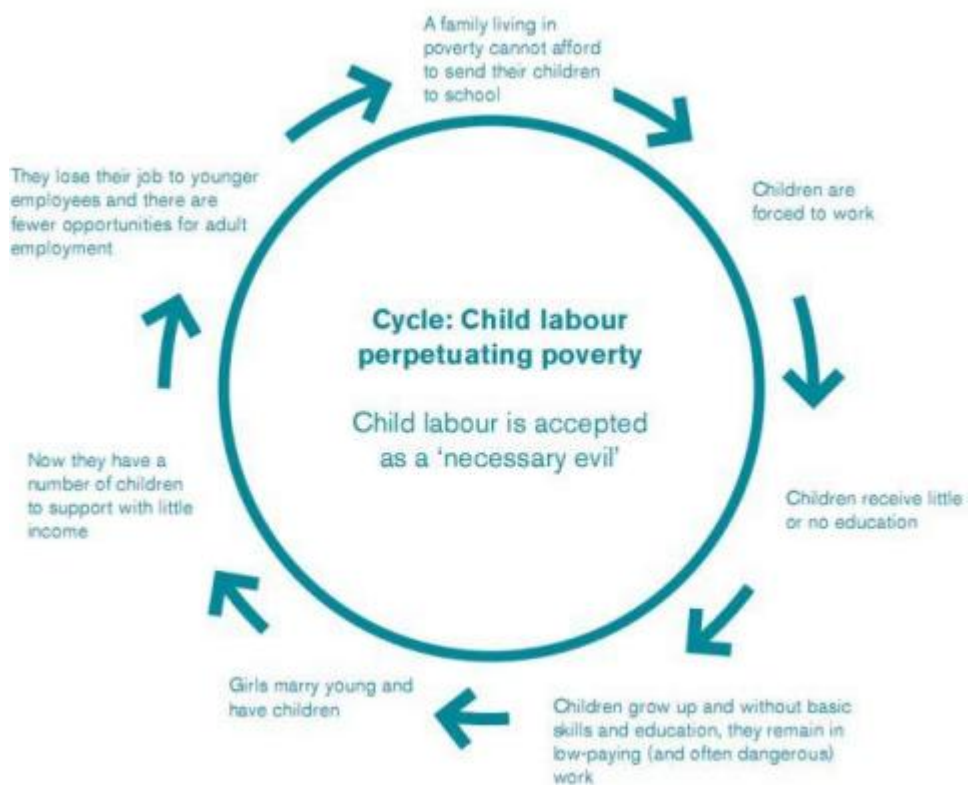 A family living in
poverty cannot afford
to send their children
to school
Children are
forced to work
Children receive little
or no education
Children grow up and without basic
skills and education, they remain in
low-paying (and often dangerous)
work
Girls marry young and
have children
Now they have a
number of children
to support with little
income
They lose their job to younger
employees and there are
fewer opportunities for adult
employment
Cycle: Child labour
perpetuating poverty
Child labour is accepted
as a ‘necessary evil’